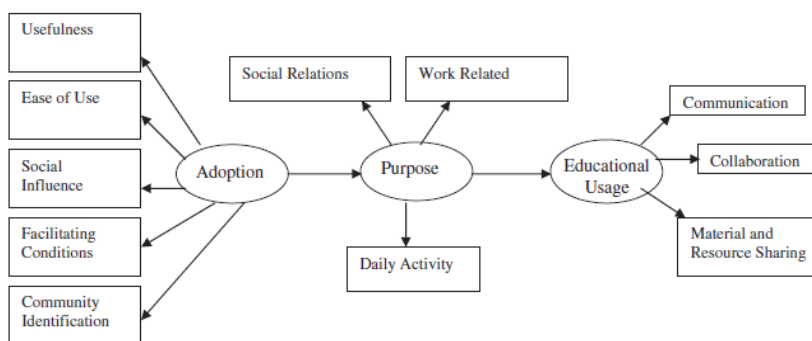 Usefulness
Ease of Use
Social
Influence
Facilitating
Conditions
Community
Identification
Adoption
Social Relations
Work Related
Purpose
Daily Activity
Educational
Usage
Communication
Collaboration
Material and
Resource Sharing